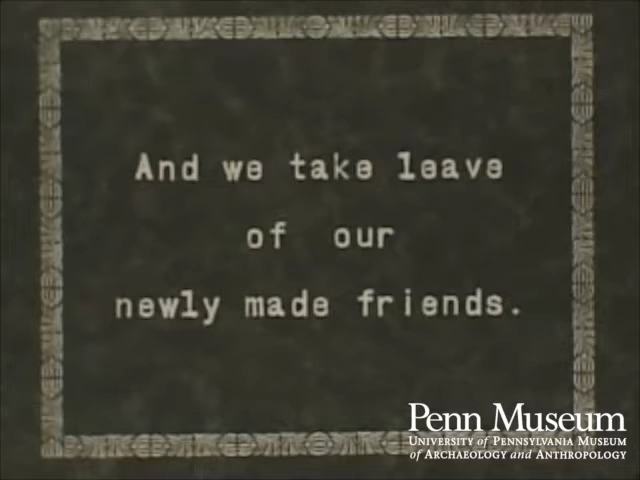 And we take leave
of our
newly made friends.
Penn Museum
University of Pennsylvania Museum
of Archaeology and Anthropology